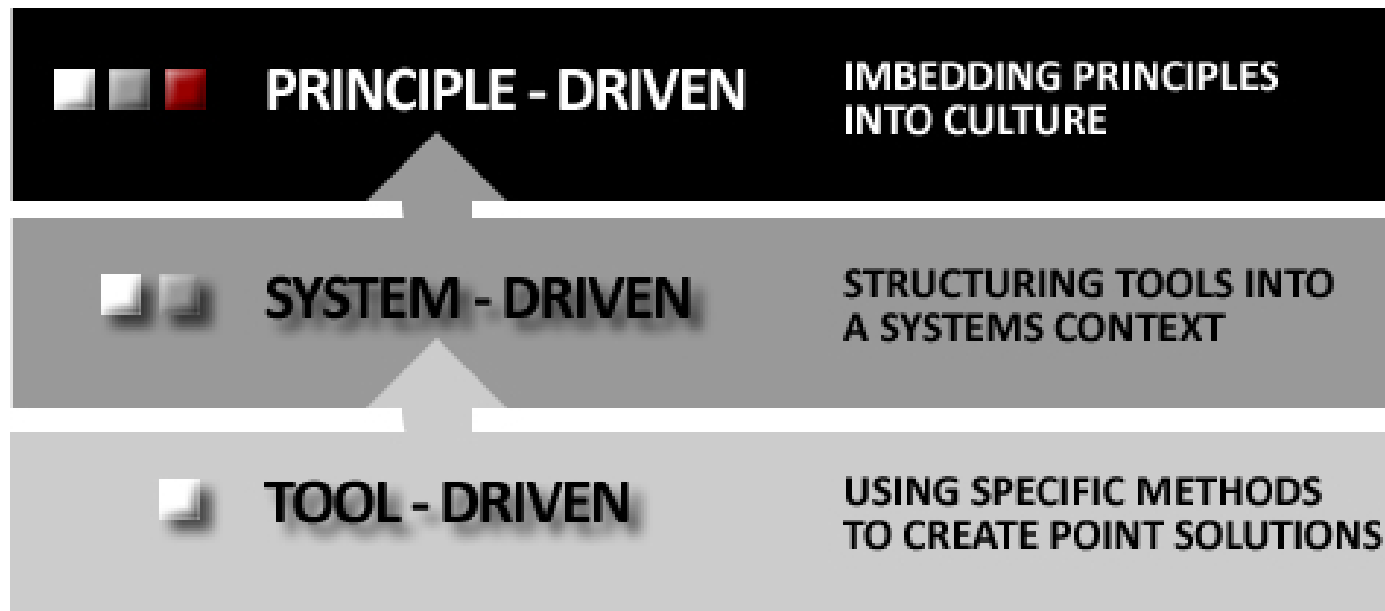 PRINCIPLE - DRIVEN
IMBEDDING PRINCIPLES
INTO CULTURE
SYSTEM - DRIVEN
STRUCTURING TOOLS INTO
A SYSTEMS CONTEXT
TOOL - DRIVEN
USING SPECIFIC METHODS
TO CREATE POINT SOLUTIONS